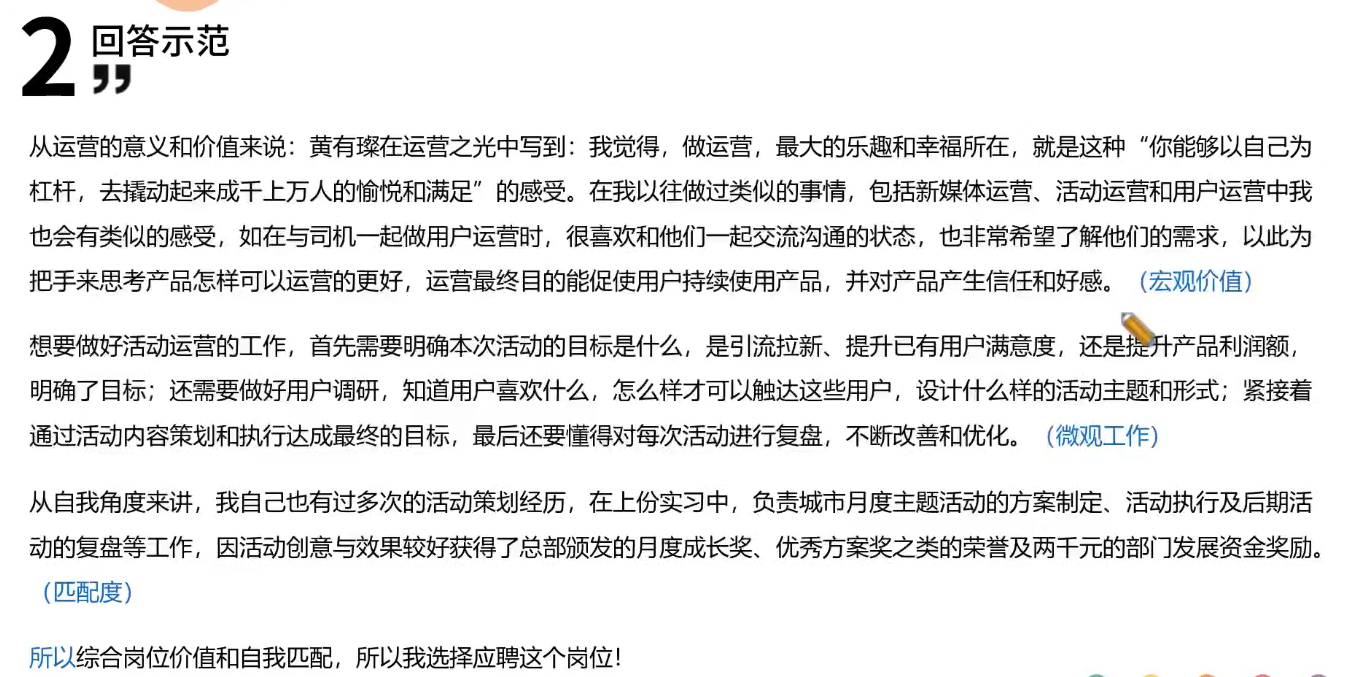 2 回答示范
”
从运营的意义和价值来说：黄有璨在运营之光中写到：我觉得，做运营，最大的乐趣和幸福所在，就是这种“你能够以自己为
杠杆，去撬动起来成千上万人的愉悦和满足”的感受。在我以往做过类似的事情，包括新媒体运营、活动运营和用户运营中我
也会有类似的感受，如在与司机一起做用户运营时，很喜欢和他们一起交流沟通的状态，也非常希望了解他们的需求，以此为
把手来思考产品怎样可以运营的更好，运营最终目的能促使用户持续使用产品，并对产品产生信任和好感。（宏观价值）
想要做好活动运营的工作，首先需要明确本次活动的目标是什么，是引流拉新、提升已有用户满意度，还是提升产品利润额，
明确了目标；还需要做好用户调研，知道用户喜欢什么，怎么样才可以触达这些用户，设计什么样的活动主题和形式；紧接着
通过活动内容策划和执行达成最终的目标，最后还要懂得对每次活动进行复盘，不断改善和优化。（微观工作）
从自我角度来讲，我自己也有过多次的活动策划经历，在上份实习中，负责城市月度主题活动的方案制定、活动执行及后期活
动的复盘等工作，因活动创意与效果较好获得了总部颁发的月度成长奖、优秀方案奖之类的荣誉及两千元的部门发展资金奖励。
（匹配度）
所以综合岗位价值和自我匹配，所以我选择应聘这个岗位！